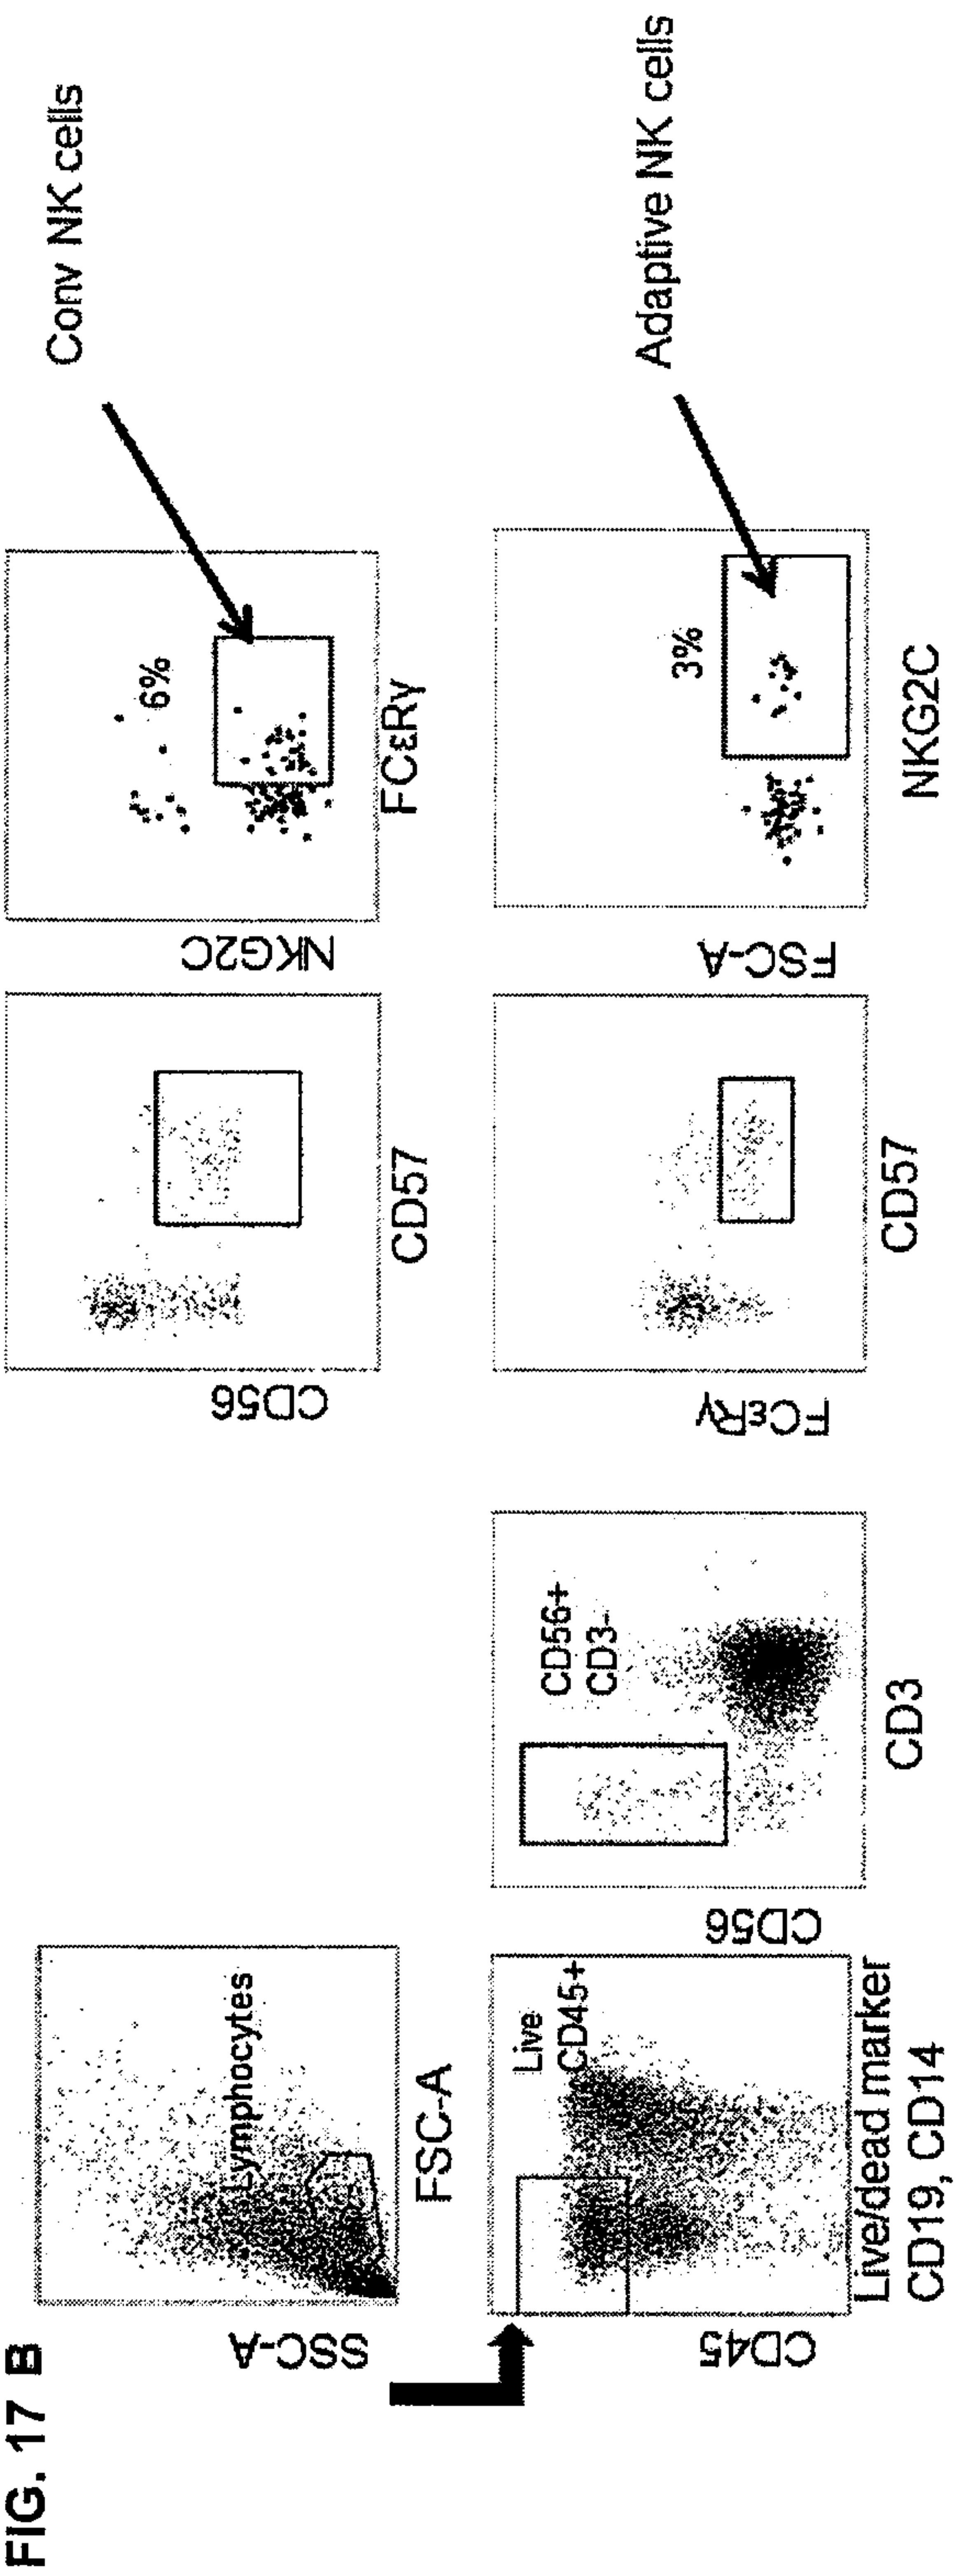 FIG. 17 B
SSC-A
Lymphocytes
FSC-A
CD45
Live
CD45+
Live/dead marker
CD19, CD14
CD56
CD56+
CD3-
CD3
CD56
CD57
NKG2C
6%
FCεRγ
Conv NK cells
FCεRγ
CD57
FSC-A
3%
NKG2C
Adaptive NK cells